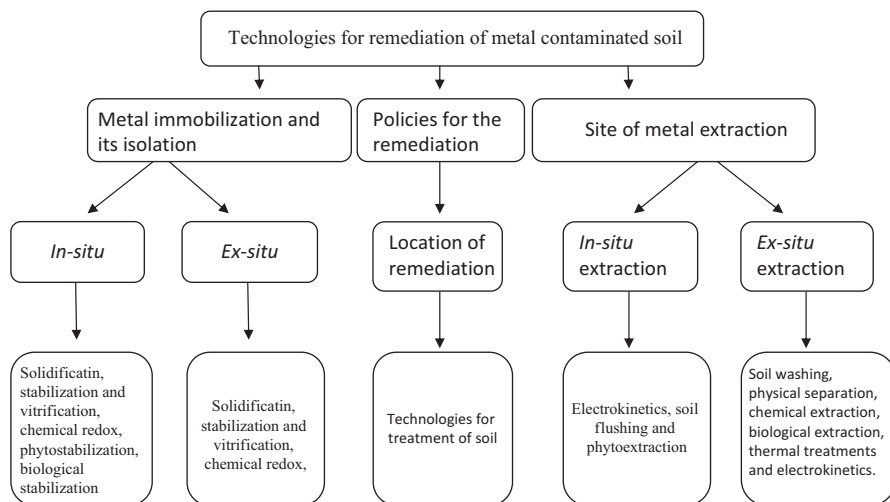 Technologies for remediation of metal contaminated soil
Metal immobilization and
its isolation
Policies for the
remediation
Site of metal extraction
In-situ
Ex-situ
Location of
remediation
In-situ
extraction
Ex-situ
extraction
Solidificatin,
stabilization and
vitrification,
chemical redox,
phytostabilization,
biological
stabilization
Solidificatin,
stabilization and
vitrification,
chemical redox,
Technologies for
treatment of soil
Electrokinetics, soil
flushing and
phytoextraction
Soil washing,
physical separation,
chemical extraction,
biological extraction,
thermal treatments
and electrokinetics.